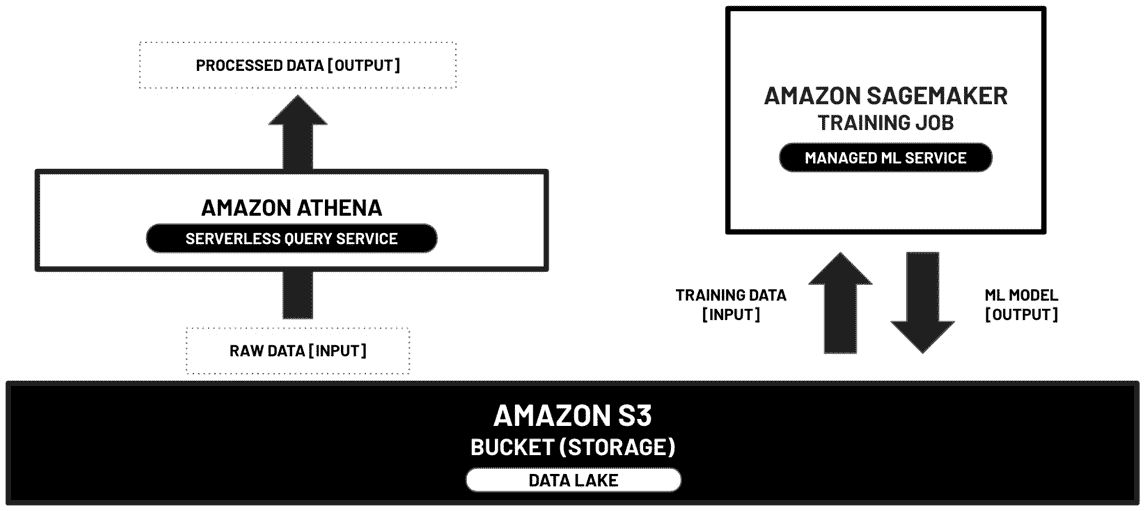 PROCESSED DATA [OUTPUT]
AMAZON ATHENA
SERVERLESS QUERY SERVICE
RAW DATA [INPUT]
AMAZON SAGEMAKER
TRAINING JOB
MANAGED ML SERVICE
TRAINING DATA
[INPUT]
ML MODEL
[OUTPUT]
AMAZON S3
BUCKET (STORAGE)
DATA LAKE